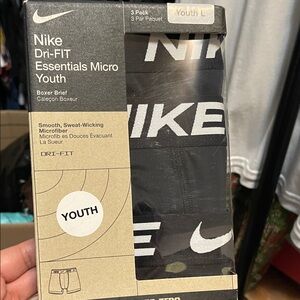 3 Pack
3 Par Paquet
Youth L
Nike
Dri-FIT
Essentials Micro
Youth
Boxer Brief
Caleçon Boxeur
Smooth, Sweat-Wicking
Microfiber
Microfib es Douces Évacuant
La Sueur
DRI-FIT
YOUTH
NIK
NIKE
E